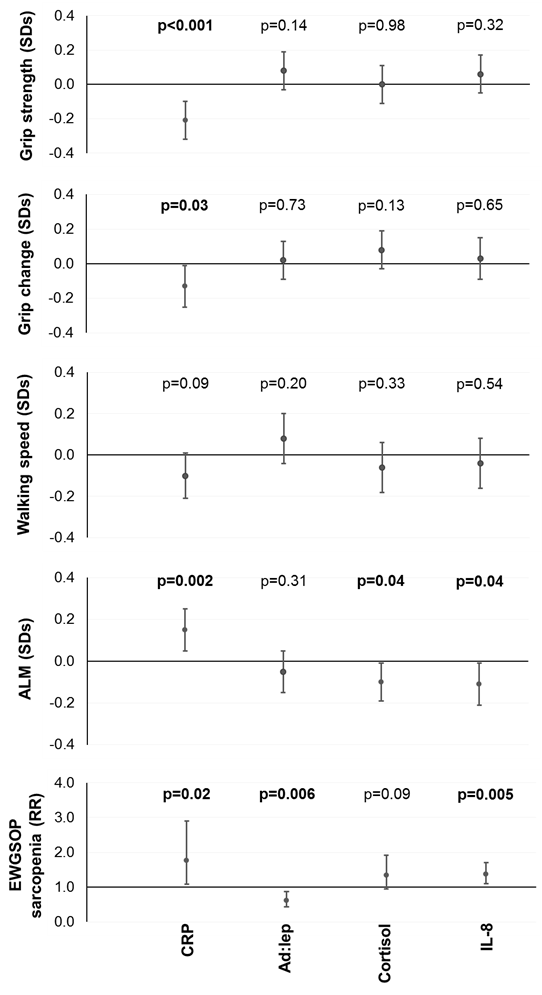 Grip strength (SDs)
0.4
0.2
0.0
-0.2
-0.4
p<0.001
p=0.14
p=0.98
p=0.32
Grip change (SDs)
0.4
0.2
0.0
-0.2
-0.4
p=0.03
p=0.73
p=0.13
p=0.65
Walking speed (SDs)
0.4
0.2
0.0
-0.2
-0.4
p=0.09
p=0.20
p=0.33
p=0.54
ALM (SDs)
0.4
0.2
0.0
-0.2
-0.4
p=0.002
p=0.31
p=0.04
p=0.04
EWGSOP
sarcopenia (RR)
4.0
3.0
2.0
1.0
0.0
p=0.02
p=0.006
p=0.09
p=0.005
CRP
Ad:lep
Cortisol
IL-8